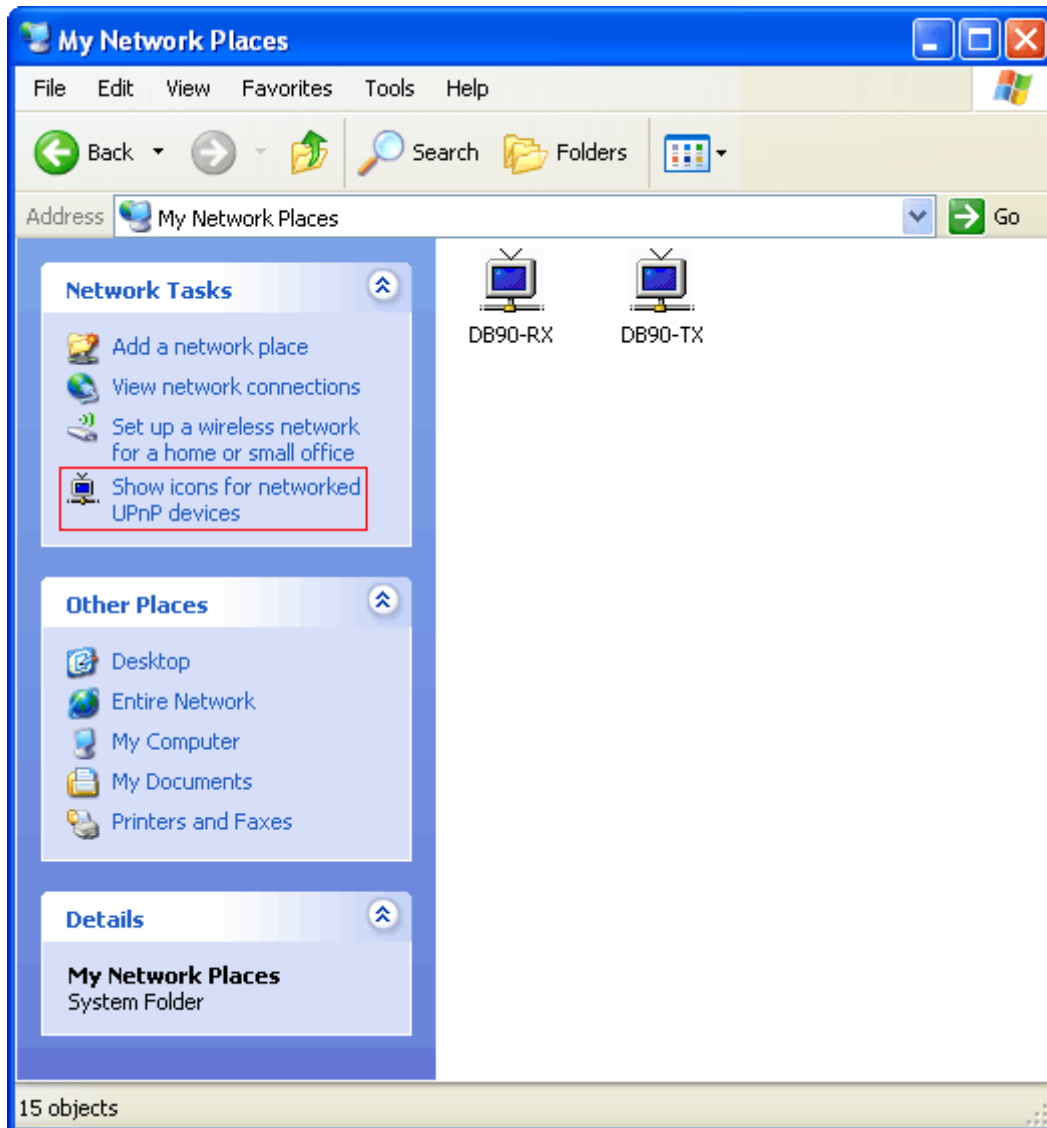 My Network Places
File Edit View Favorites Tools Help
Back Search Folders
Address My Network Places Go
Network Tasks
Add a network place
View network connections
Set up a wireless network
for a home or small office
Show icons for networked
UPnP devices
Other Places
Desktop
Entire Network
My Computer
My Documents
Printers and Faxes
Details
My Network Places
System Folder
DB90-RX DB90-TX
15 objects